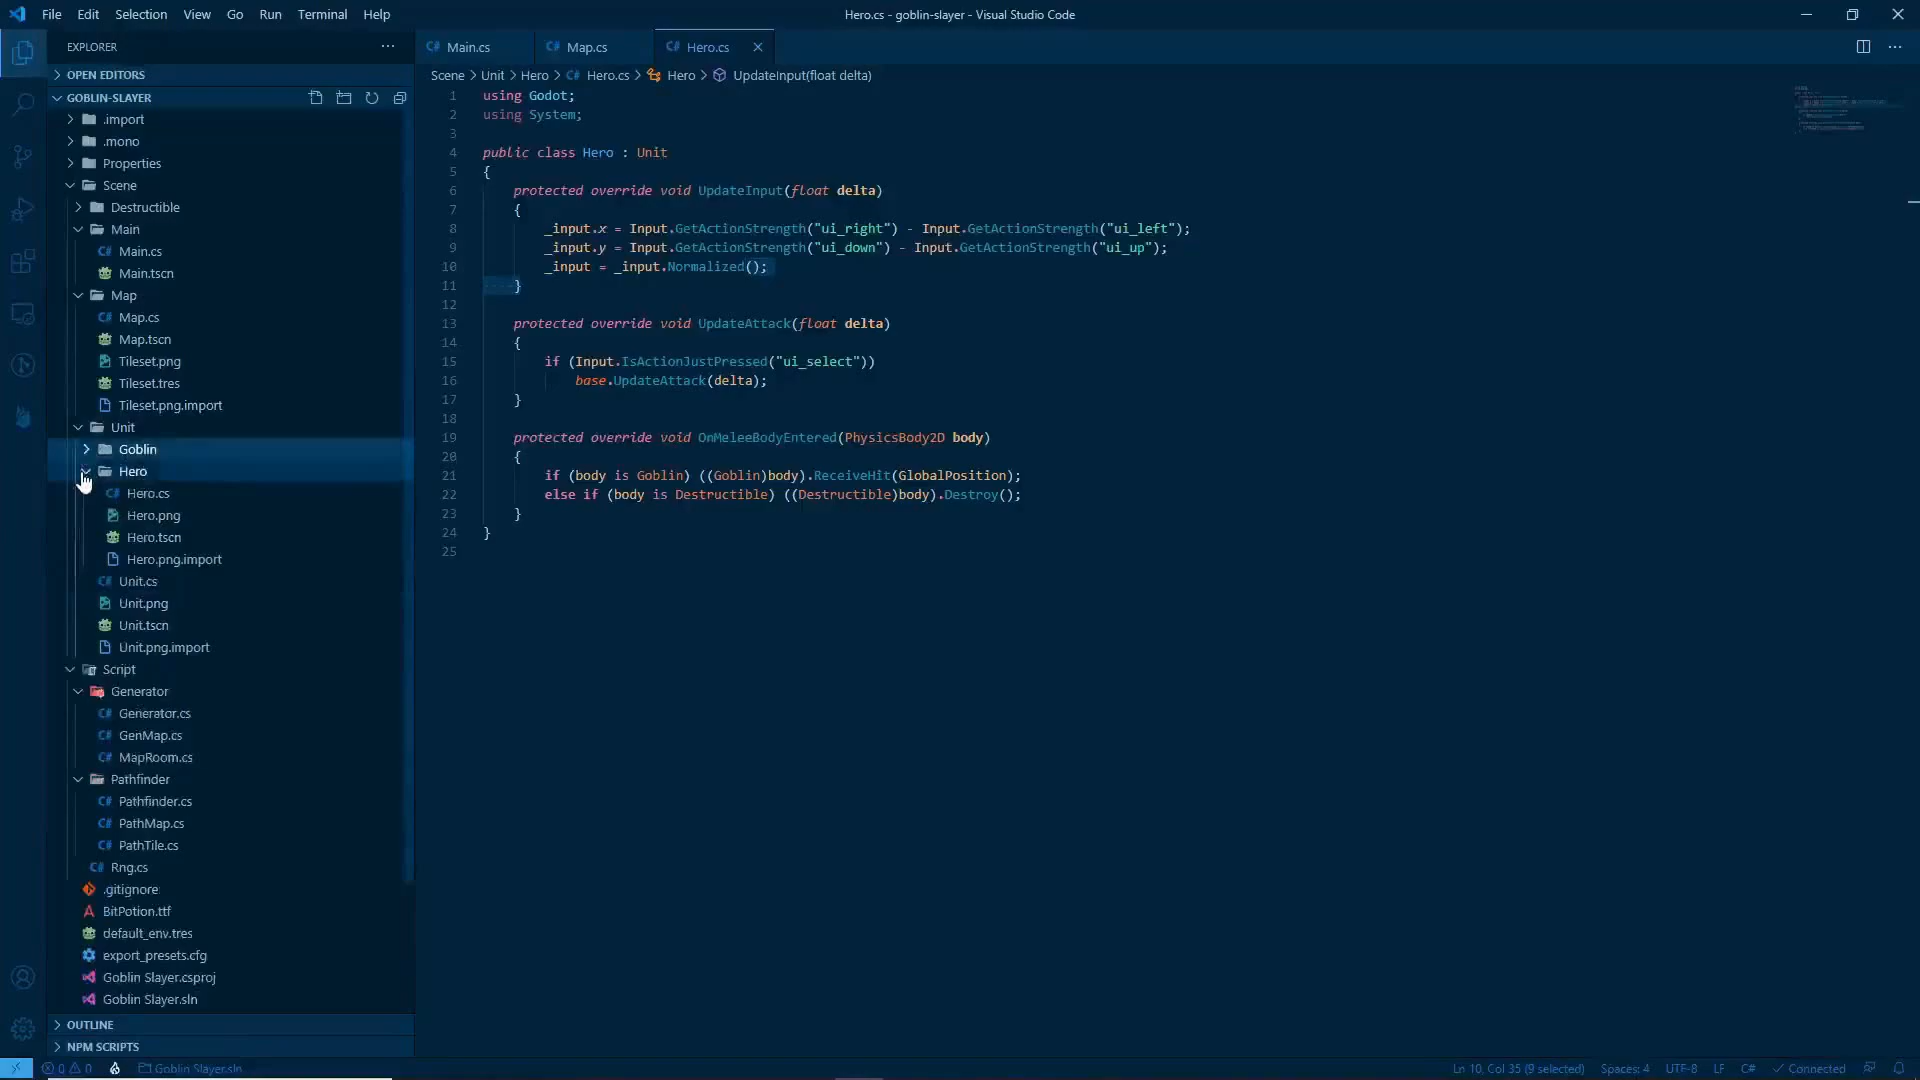 File Edit Selection View Go Run Terminal Help
Hero.cs - goblin-slayer - Visual Studio Code
EXPLORER
OPEN EDITORS
GOBLIN-SLAYER
.import
.mono
Properties
Scene
Destructible
Main
Main.cs
Main.tscn
Map
Map.cs
Map.tscn
Tileset.png
Tileset.tres
Tileset.png.import
Unit
Goblin
Hero
Hero.cs
Hero.png
Hero.tscn
Hero.png.import
Unit.cs
Unit.png
Unit.tscn
Unit.png.import
Script
Generator
Generator.cs
GenMap.cs
MapRoom.cs
Pathfinder
Pathfinder.cs
PathMap.cs
PathTile.cs
Rng.cs
.gitignore
BitPotion.ttf
default_env.tres
export_presets.cfg
Goblin Slayer.csproj
Goblin Slayer.sln
OUTLINE
NPM SCRIPTS
C# Main.cs C# Map.cs C# Hero.cs
Scene > Unit > Hero > C# Hero.cs > Hero > UpdateInput(float delta)
1 using Godot;
2 using System;
3
4 public class Hero : Unit
5 {
6 protected override void UpdateInput(float delta)
7 {
8 _input.x = Input.GetActionStrength("ui_right") - Input.GetActionStrength("ui_left");
9 _input.y = Input.GetActionStrength("ui_down") - Input.GetActionStrength("ui_up");
10 _input = _input.Normalized();
11 }
12
13 protected override void UpdateAttack(float delta)
14 {
15 if (Input.IsActionJustPressed("ui_select"))
16 base.UpdateAttack(delta);
17 }
18
19 protected override void OnMeleeBodyEntered(PhysicsBody2D body)
20 {
21 if (body is Goblin) ((Goblin)body).ReceiveHit(GlobalPosition);
22 else if (body is Destructible) ((Destructible)body).Destroy();
23 }
24 }
25
0 0 Goblin Slayer.sln
Ln 10, Col 35 (9 selected) Spaces: 4 UTF-8 LF C# Connected